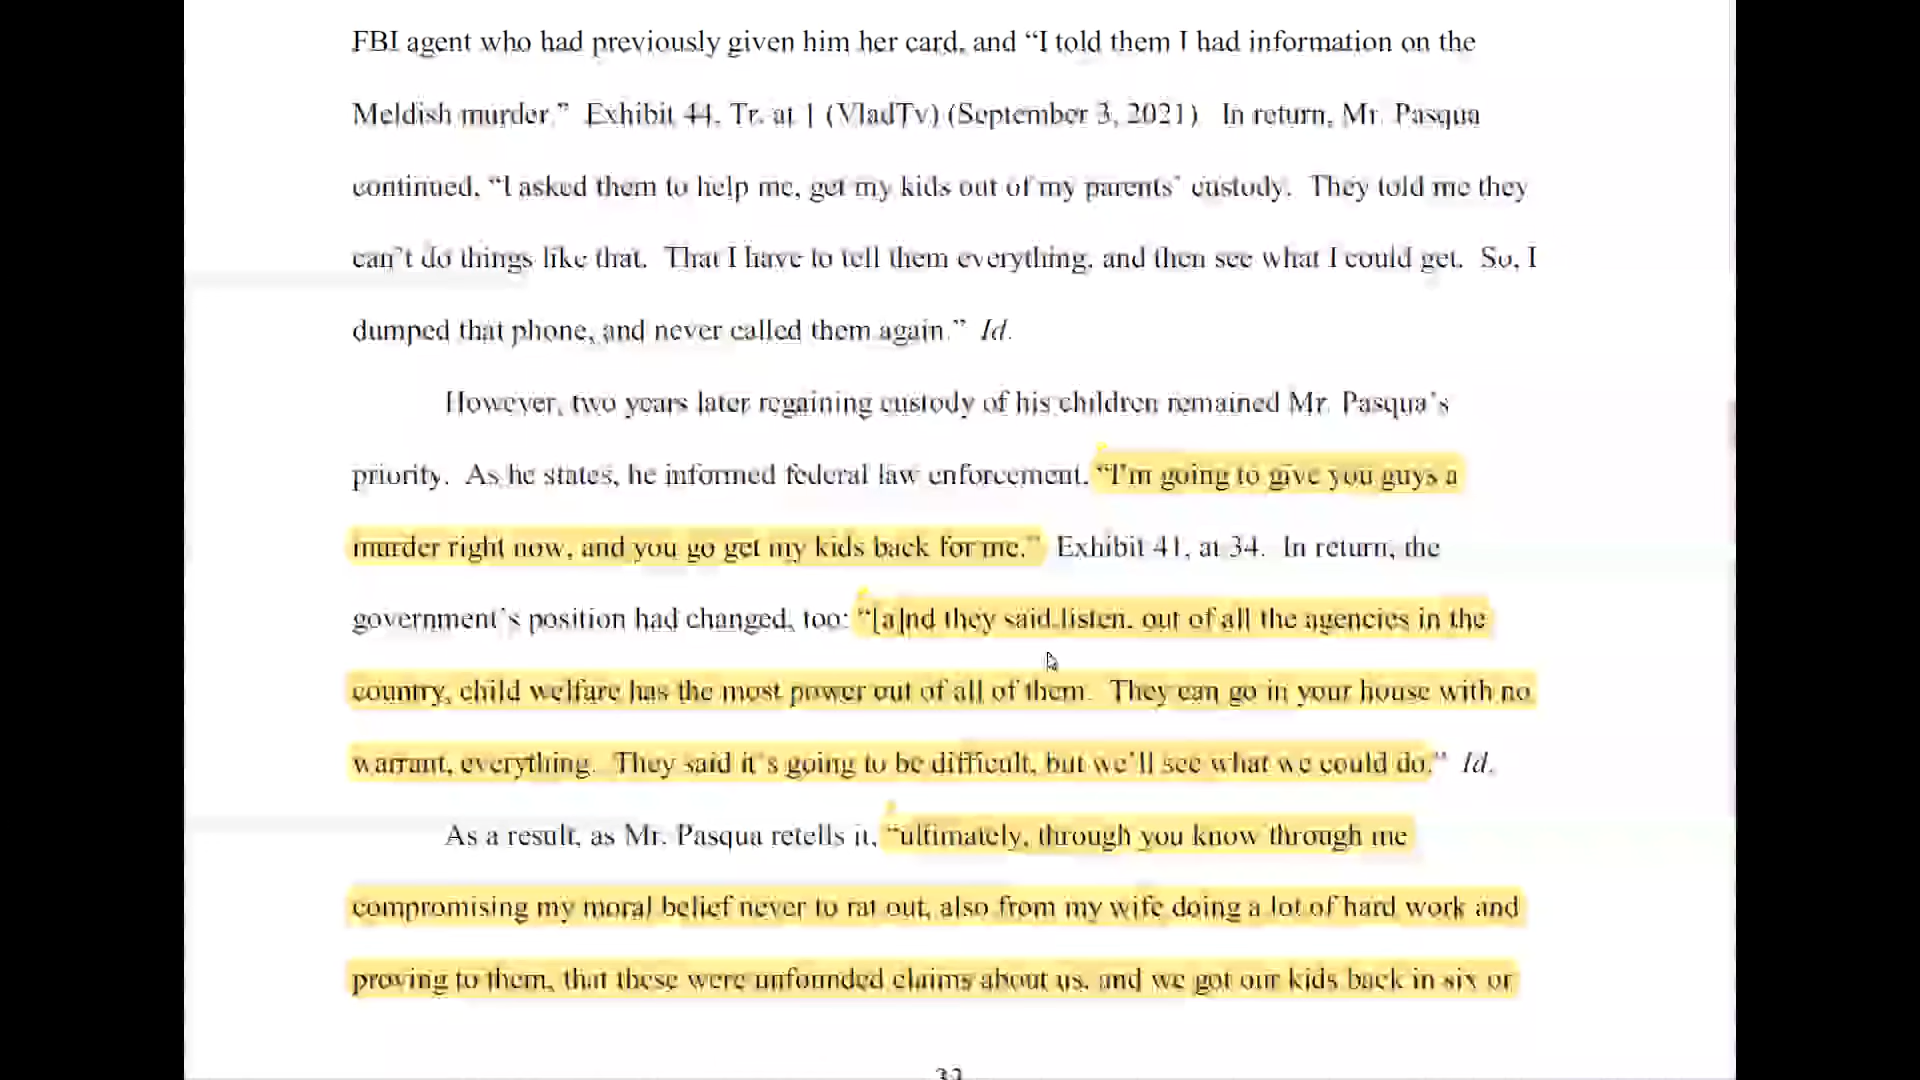 FBI agent who had previously given him her card, and “I told them I had information on the
Meldish murder.” Exhibit 44, Tr. at 1 (VladTv) (September 3, 2021). In return, Mr. Pasqua
continued, “I asked them to help me, get my kids out of my parents’ custody. They told me they
can’t do things like that. That I have to tell them everything, and then see what I could get. So, I
dumped that phone, and never called them again.” Id.
However, two years later regaining custody of his children remained Mr. Pasqua’s
priority. As he states, he informed federal law enforcement, “I’m going to give you guys a
murder right now, and you go get my kids back for me.” Exhibit 41, at 34. In return, the
government’s position had changed, too: “[a]nd they said listen, out of all the agencies in the
country, child welfare has the most power out of all of them. They can go in your house with no
warrant, everything. They said it’s going to be difficult, but we’ll see what we could do.” Id.
As a result, as Mr. Pasqua retells it, “ultimately, through you know through me
compromising my moral belief never to rat out, also from my wife doing a lot of hard work and
proving to them, that these were unfounded claims about us, and we got our kids back in six or